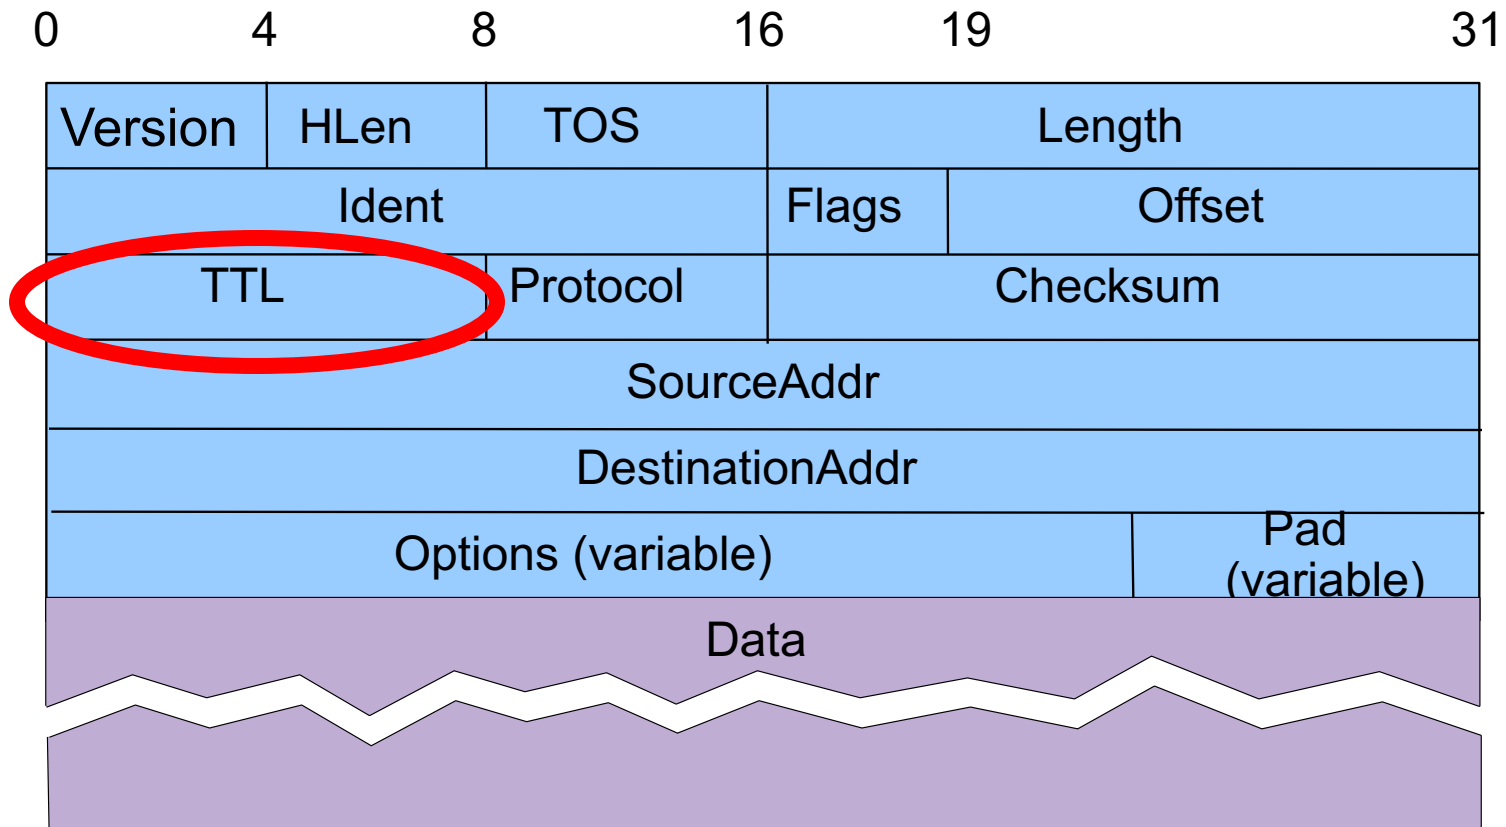 0 4 8 16 19 31
Version HLen TOS Length
Ident Flags Offset
TTL Protocol Checksum
SourceAddr
DestinationAddr
Options (variable) Pad
(variable)
Data